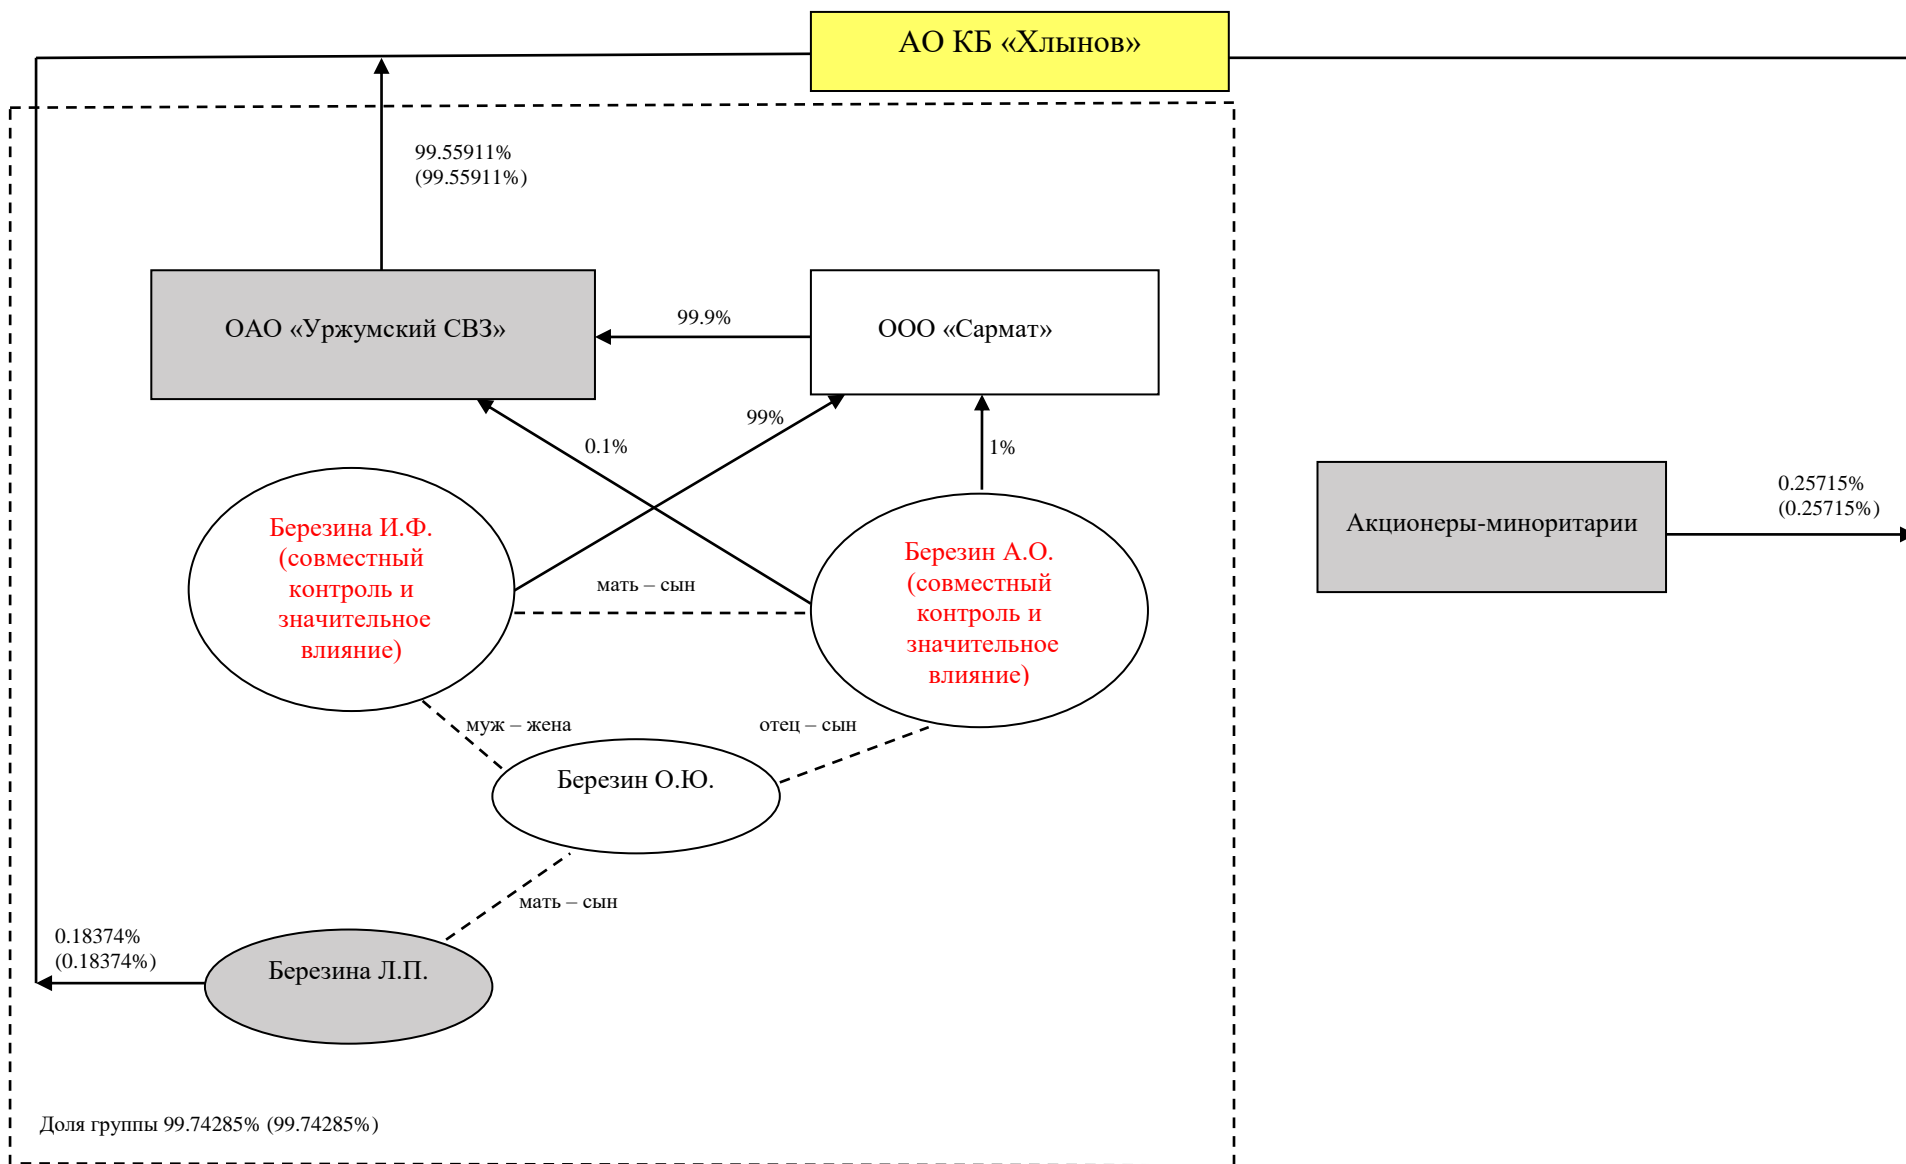 АО КБ «Хлынов»
99.55911%
(99.55911%)
ОАО «Уржумский СВЗ»
99.9%
ООО «Сармат»
99%
0.1%
1%
Березина И.Ф.
(совместный
контроль и
значительное
влияние)
мать – сын
Березин А.О.
(совместный
контроль и
значительное
влияние)
Акционеры-миноритарии
0.25715%
(0.25715%)
муж – жена
отец – сын
Березин О.Ю.
мать – сын
0.18374%
(0.18374%)
Березина Л.П.
Доля группы 99.74285% (99.74285%)